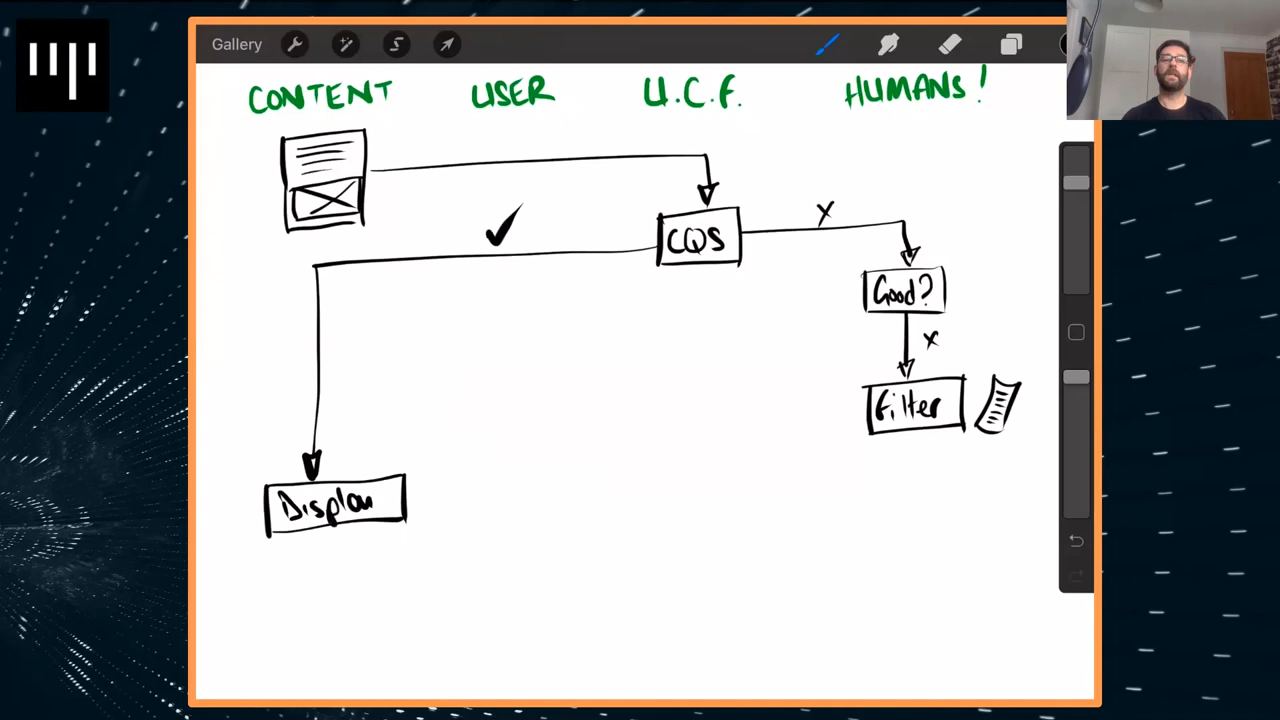 Gallery
CONTENT USER U.C.F. HUMANS!
X
CQS
Good?
x
Filter
Display